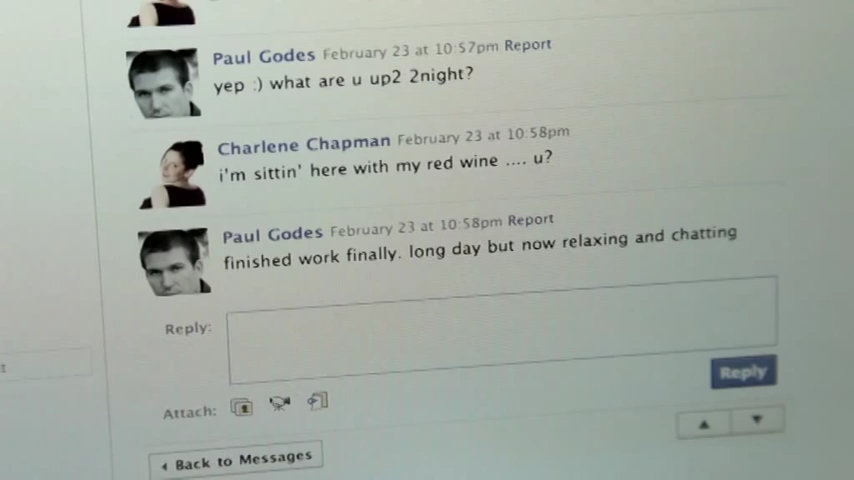 Paul Godes February 23 at 10:57pm Report
yep :) what are u up2 2night?
Charlene Chapman February 23 at 10:58pm
i'm sittin' here with my red wine .... u?
Paul Godes February 23 at 10:58pm Report
finished work finally. long day but now relaxing and chatting
Reply:
t
Reply
Attach:
Back to Messages